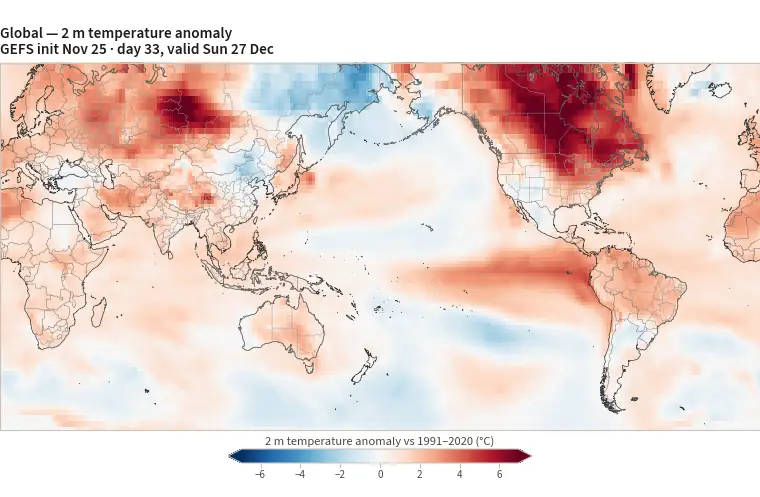 Global — 2 m temperature anomaly
GEFS init Nov 25 · day 33, valid Sun 27 Dec
2 m temperature anomaly vs 1991–2020 (°C)
−6 −4 −2 0 2 4 6